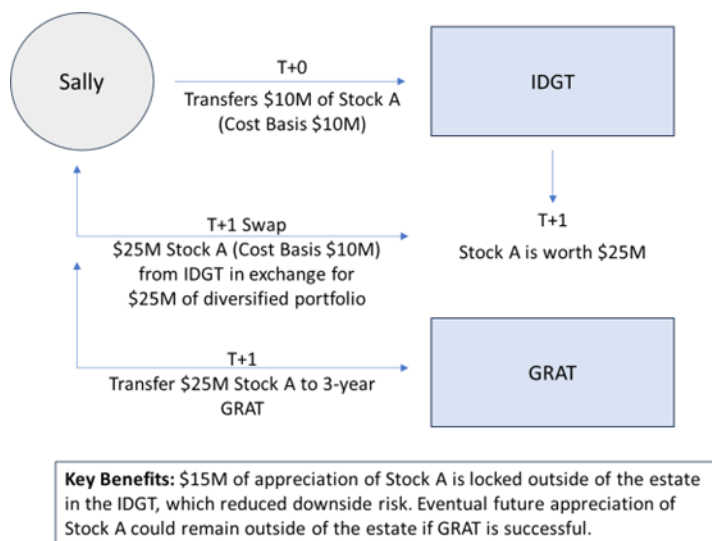 Sally
T+0
Transfers $10M of Stock A
(Cost Basis $10M)
IDGT
T+1
Stock A is worth $25M
T+1 Swap
$25M Stock A (Cost Basis $10M)
from IDGT in exchange for
$25M of diversified portfolio
T+1
Transfer $25M Stock A to 3-year
GRAT
GRAT
Key Benefits: $15M of appreciation of Stock A is locked outside of the estate
in the IDGT, which reduced downside risk. Eventual future appreciation of
Stock A could remain outside of the estate if GRAT is successful.